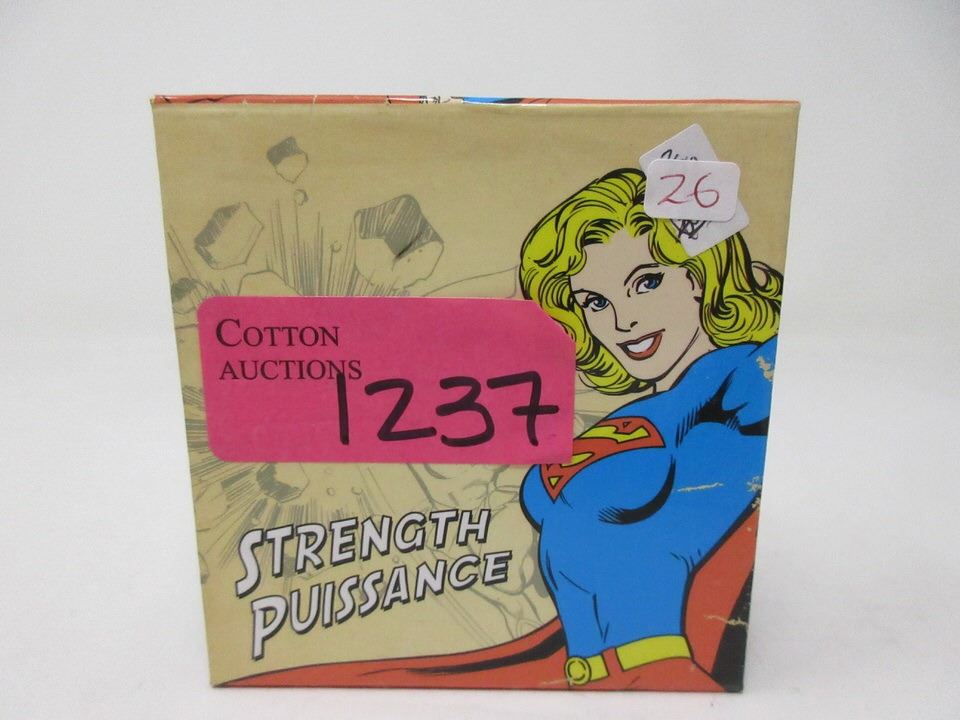 26
COTTON
AUCTIONS
1237
STRENGTH
PUISSANCE